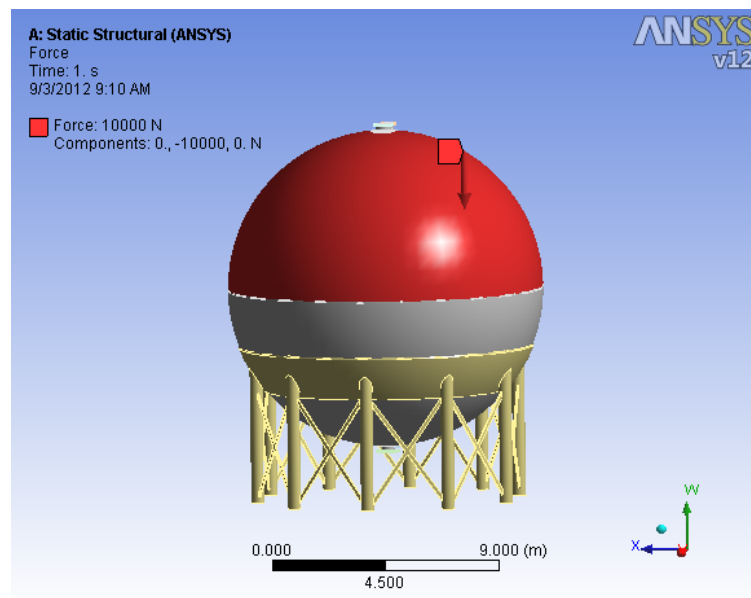 A: Static Structural (ANSYS)
Force
Time: 1. s
9/3/2012 9:10 AM
Force: 10000 N
Components: 0., -10000, 0. N
ANSYS
v12
W
X
0.000
9.000 (m)
4.500